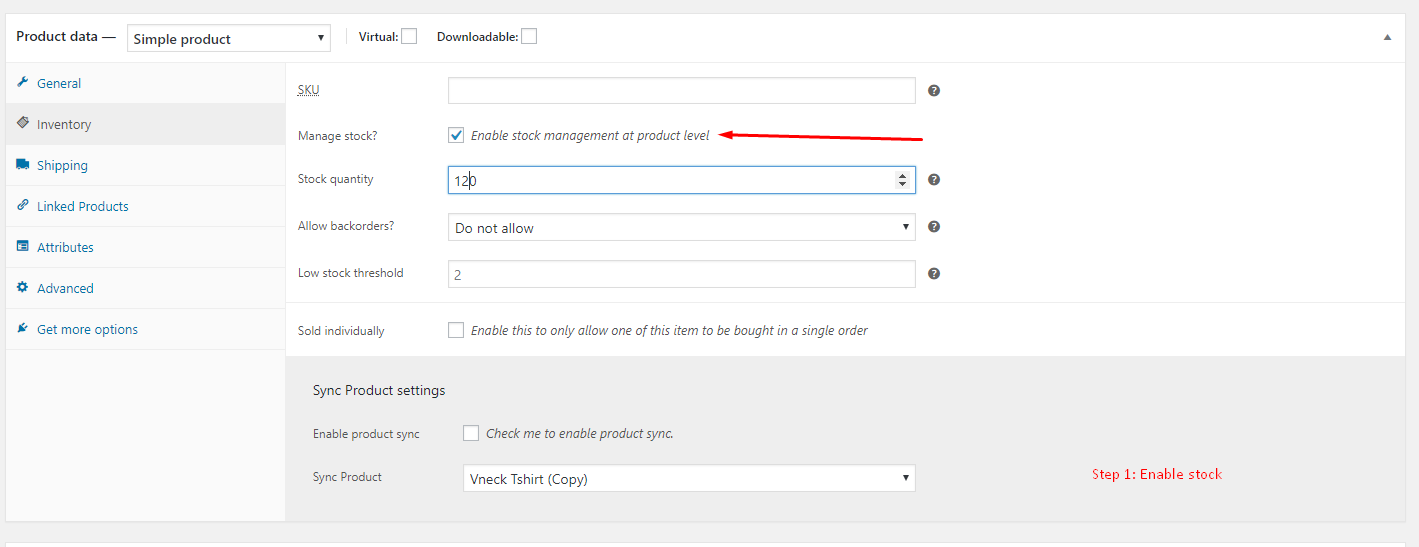 Product data — Simple product Virtual: Downloadable:
General
Inventory
Shipping
Linked Products
Attributes
Advanced
Get more options
SKU
Manage stock? Enable stock management at product level
Stock quantity 120
Allow backorders? Do not allow
Low stock threshold 2
Sold individually Enable this to only allow one of this item to be bought in a single order
Sync Product settings
Enable product sync Check me to enable product sync.
Sync Product Vneck Tshirt (Copy)
Step 1: Enable stock